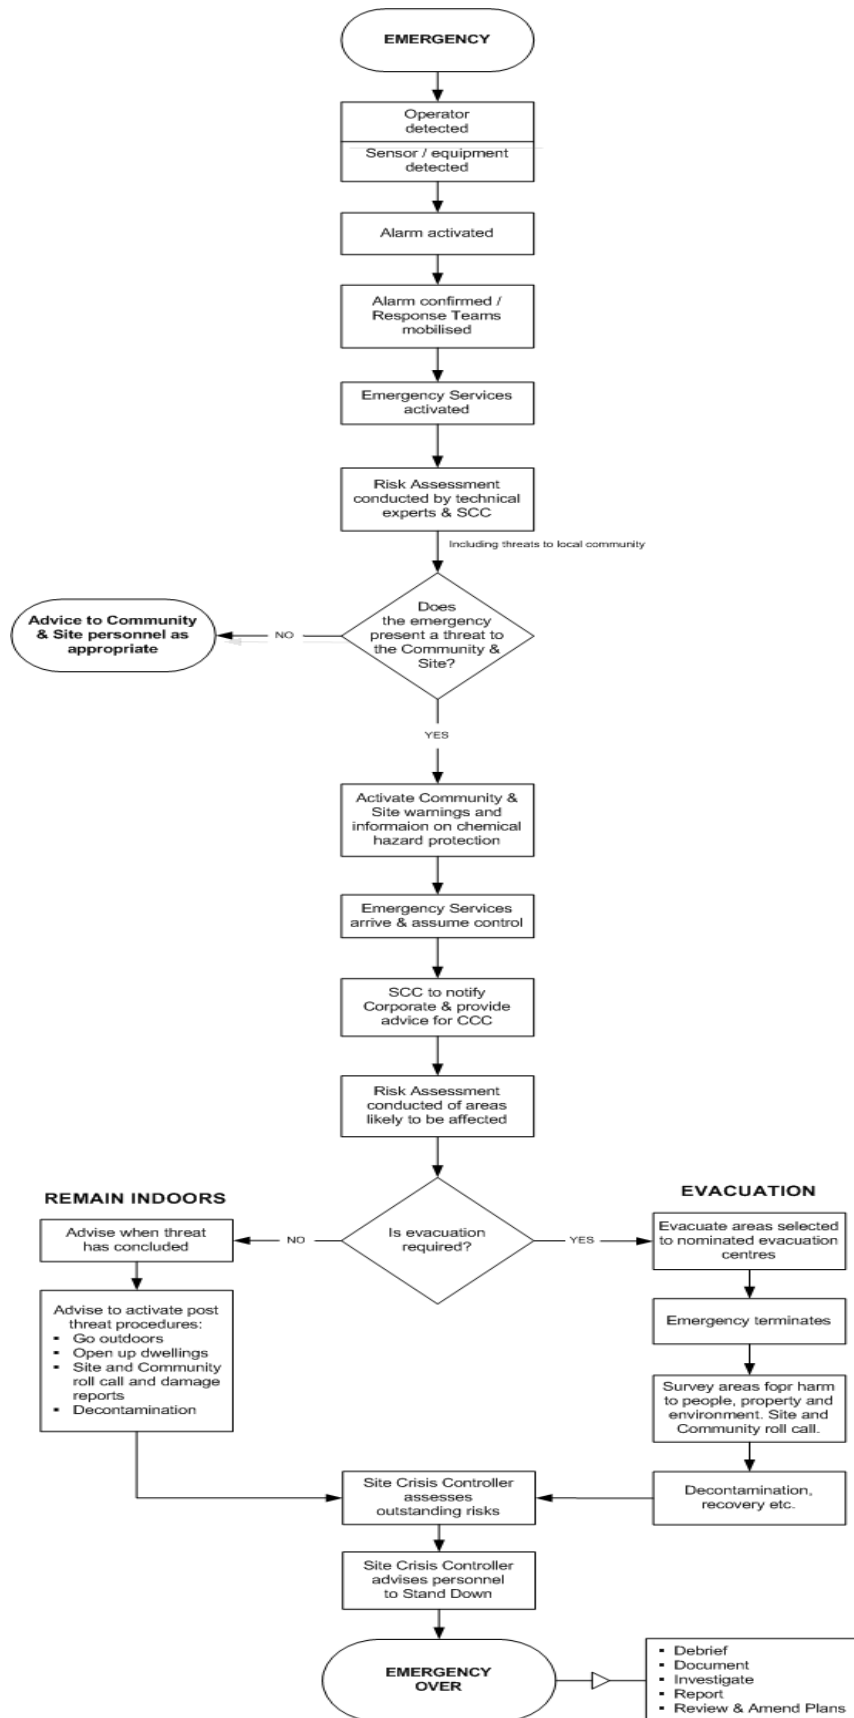 EMERGENCY
Operator
detected
Sensor / equipment
detected
Alarm activated
Alarm confirmed /
Response Teams
mobilised
Emergency Services
activated
Risk Assessment
conducted by technical
experts & SCC
Including threats to local community
Does
the emergency
present a threat to
the Community &
Site?
NO
Advice to Community
& Site personnel as
appropriate
YES
Activate Community &
Site warnings and
informaion on chemical
hazard protection
Emergency Services
arrive & assume control
SCC to notify
Corporate & provide
advice for CCC
Risk Assessment
conducted of areas
likely to be affected
Is evacuation
required?
NO
YES
REMAIN INDOORS
Advise when threat
has concluded
Advise to activate post
threat procedures:
▪ Go outdoors
▪ Open up dwellings
▪ Site and Community
roll call and damage
reports
▪ Decontamination
EVACUATION
Evacuate areas selected
to nominated evacuation
centres
Emergency terminates
Survey areas fopr harm
to people, property and
environment. Site and
Community roll call.
Decontamination,
recovery etc.
Site Crisis Controller
assesses
outstanding risks
Site Crisis Controller
advises personnel
to Stand Down
EMERGENCY
OVER
▪ Debrief
▪ Document
▪ Investigate
▪ Report
▪ Review & Amend Plans